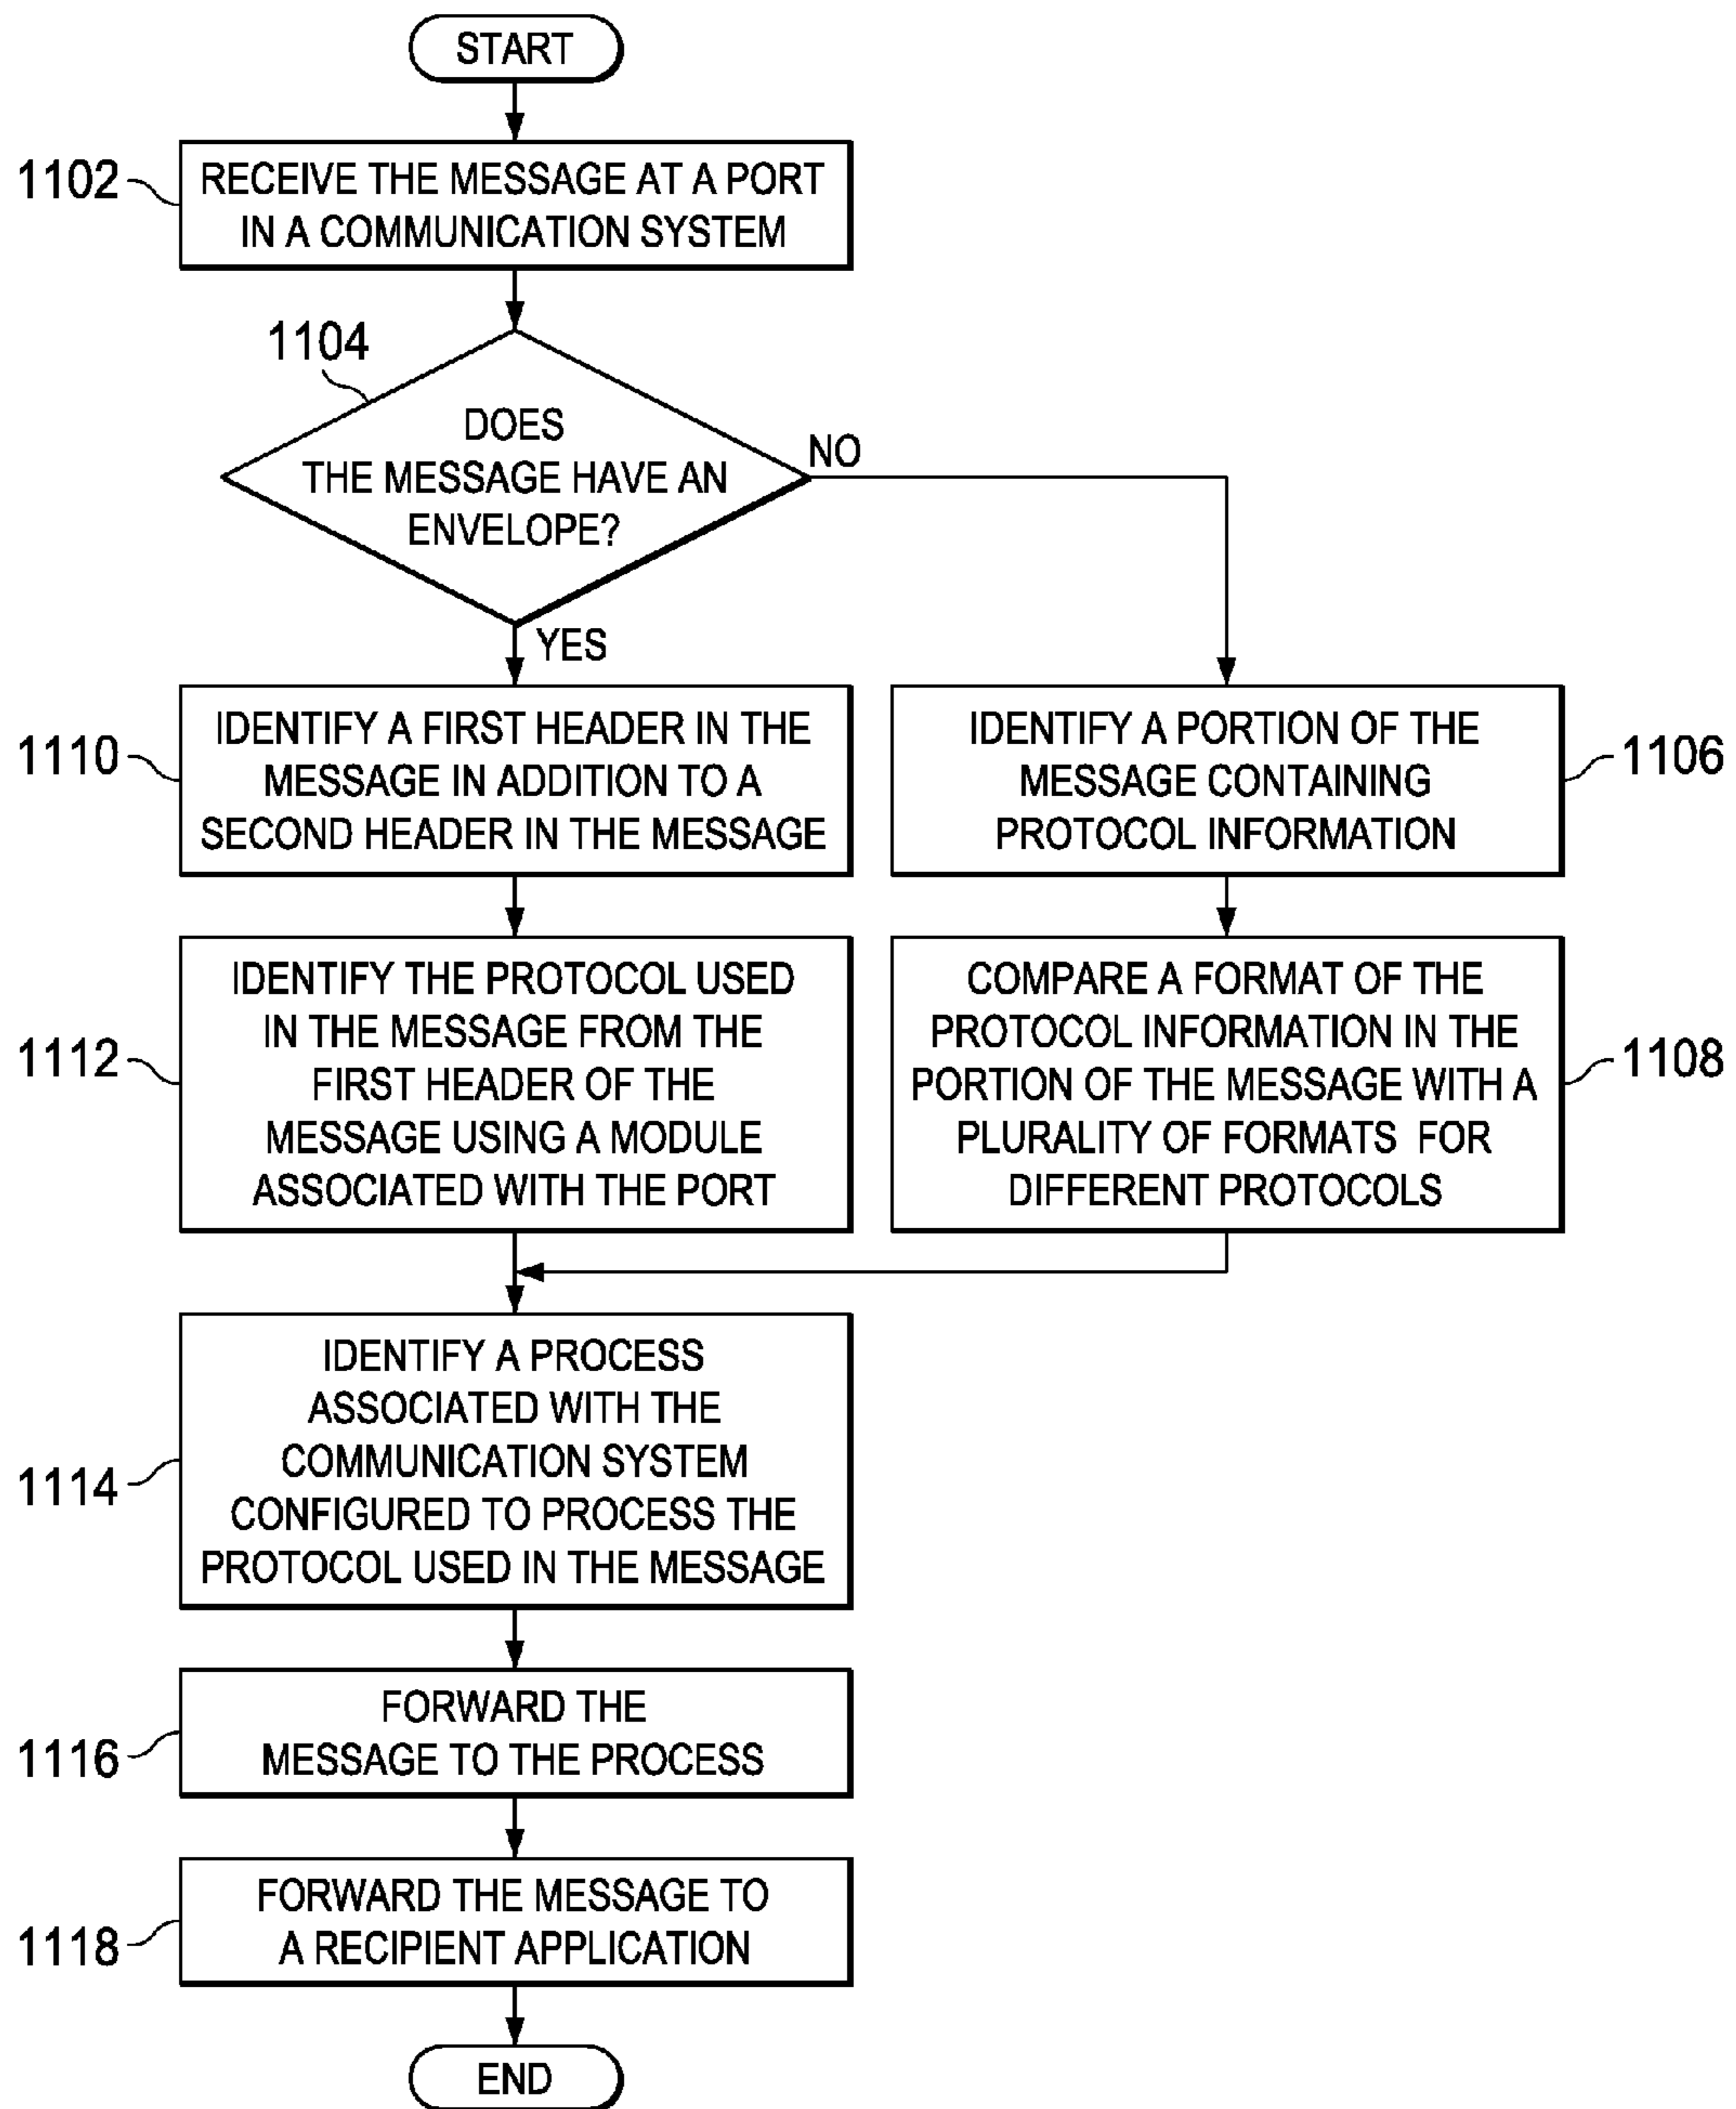 START
1102
RECEIVE THE MESSAGE AT A PORT
IN A COMMUNICATION SYSTEM
1104
DOES
THE MESSAGE HAVE AN
ENVELOPE?
NO
YES
1110
IDENTIFY A FIRST HEADER IN THE
MESSAGE IN ADDITION TO A
SECOND HEADER IN THE MESSAGE
IDENTIFY A PORTION OF THE
MESSAGE CONTAINING
PROTOCOL INFORMATION
1106
1112
IDENTIFY THE PROTOCOL USED
IN THE MESSAGE FROM THE
FIRST HEADER OF THE
MESSAGE USING A MODULE
ASSOCIATED WITH THE PORT
COMPARE A FORMAT OF THE
PROTOCOL INFORMATION IN THE
PORTION OF THE MESSAGE WITH A
PLURALITY OF FORMATS FOR
DIFFERENT PROTOCOLS
1108
1114
IDENTIFY A PROCESS
ASSOCIATED WITH THE
COMMUNICATION SYSTEM
CONFIGURED TO PROCESS THE
PROTOCOL USED IN THE MESSAGE
1116
FORWARD THE
MESSAGE TO THE PROCESS
1118
FORWARD THE MESSAGE TO
A RECIPIENT APPLICATION
END